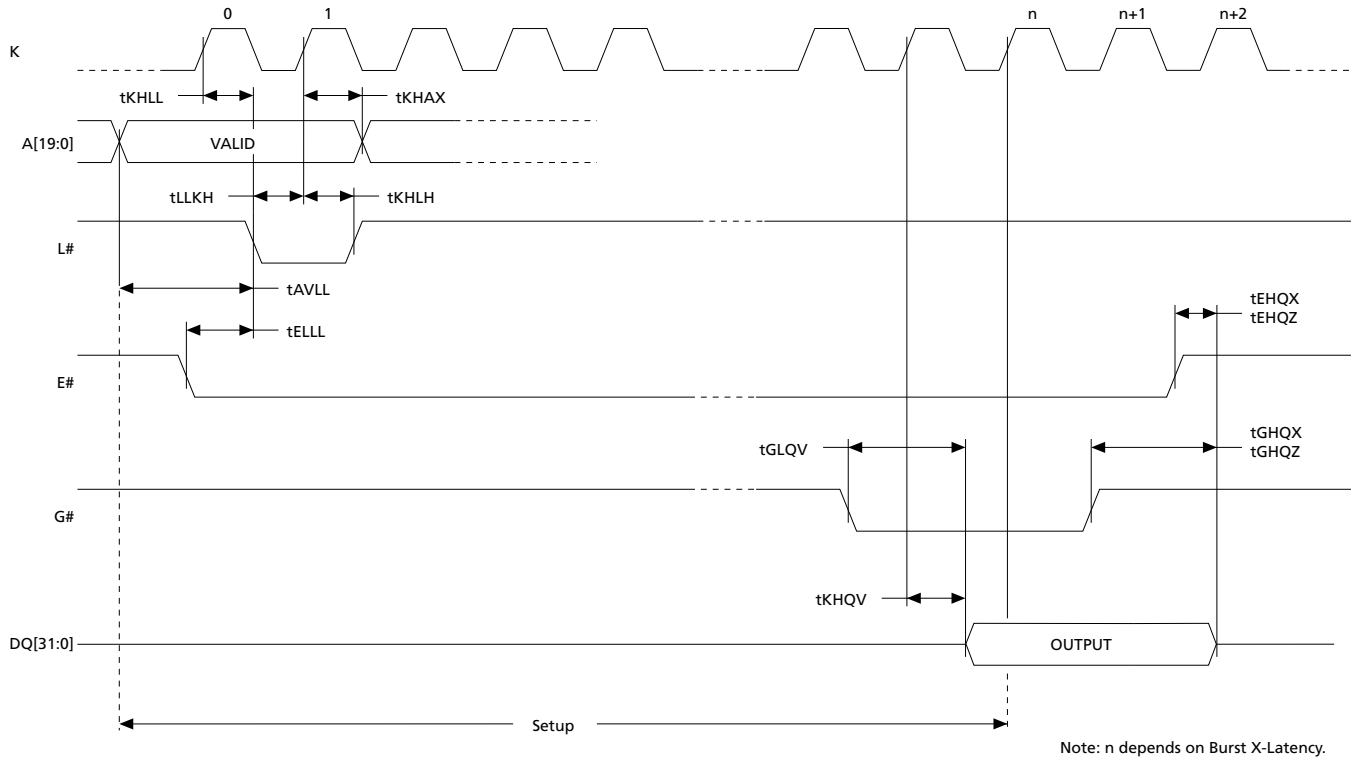 0
1
n
n+1
n+2
K
tKHLL
tKHAX
A[19:0]
VALID
tLLKH
tKHLH
L#
tAVLL
tELLL
tEHQX
tEHQZ
E#
tGLQV
tGHQX
tGHQZ
G#
tKHQV
DQ[31:0]
OUTPUT
Setup
Note: n depends on Burst X-Latency.